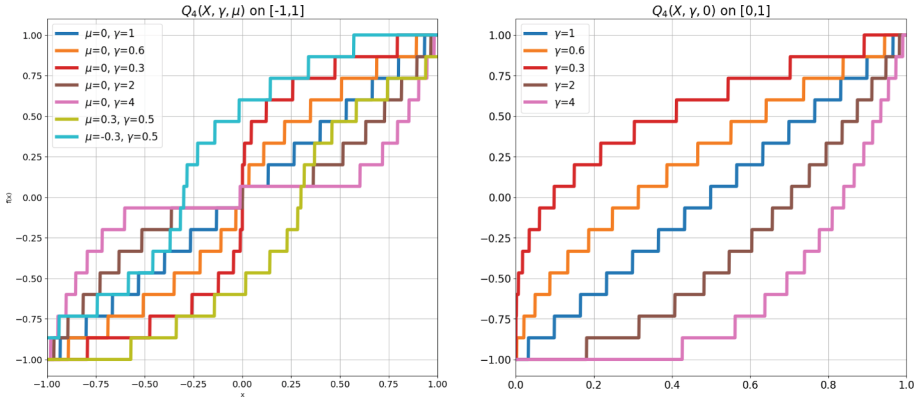 Q₄(X, γ, μ) on [-1,1]
1.00
0.75
0.50
0.25
0.00
−0.25
−0.50
−0.75
−1.00
f(x)
μ=0, γ=1
μ=0, γ=0.6
μ=0, γ=0.3
μ=0, γ=2
μ=0, γ=4
μ=0.3, γ=0.5
μ=-0.3, γ=0.5
−1.00 −0.75 −0.50 −0.25 0.00 0.25 0.50 0.75 1.00
x
Q₄(X, γ, 0) on [0,1]
1.00
0.75
0.50
0.25
0.00
−0.25
−0.50
−0.75
−1.00
γ=1
γ=0.6
γ=0.3
γ=2
γ=4
0.0 0.2 0.4 0.6 0.8 1.0